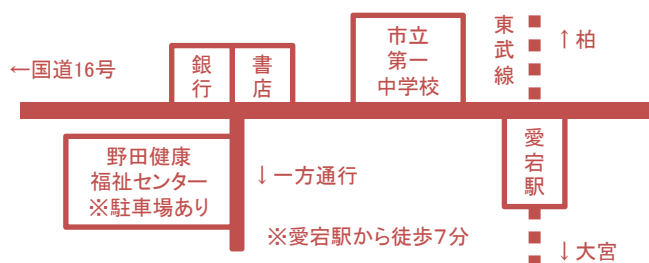 ←国道16号
銀行
書店
市立
第一
中学校
東武線
↑柏
野田健康
福祉センター
※駐車場あり
↓一方通行
愛宕駅
※愛宕駅から徒歩7分
↓大宮